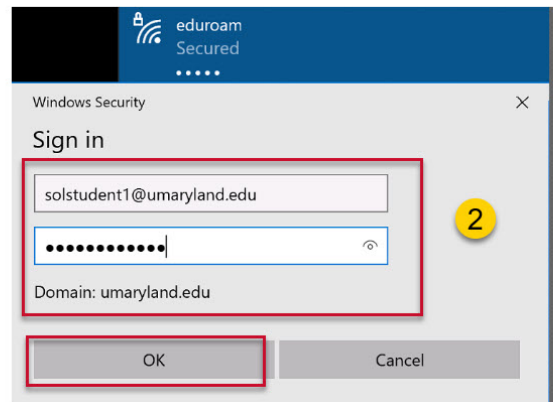 eduroam
Secured
Windows Security
Sign in
solstudent1@umaryland.edu
••••••••••••
2
Domain: umaryland.edu
OK Cancel